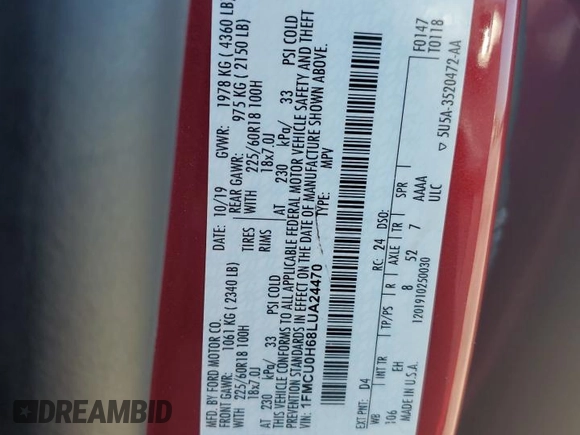 MFD. BY FORD MOTOR CO.
DATE: 10/19 GVWR: 1978 KG ( 4360 LB)
FRONT GAWR: 1061 KG (2340 LB) REAR GAWR: 975 KG ( 2150 LB)
WITH 225/60R18 100H TIRES WITH 225/60R18 100H
18x7.0J RIMS 18x7.0J
AT 230 kPa/ 33 PSI COLD AT 230 kPa/ 33 PSI COLD
THIS VEHICLE CONFORMS TO ALL APPLICABLE FEDERAL MOTOR VEHICLE SAFETY AND THEFT
PREVENTION STANDARDS IN EFFECT ON THE DATE OF MANUFACTURE SHOWN ABOVE.
VIN: 1FMCU0H68LUA24470 TYPE: MPV
F0147
T0118
EXT PNT: D4 RC: 24 DSO:
WB INT TR TP/PS R AXLE TR SPR
106 EH 8 52 7 AAAA
MADE IN U.S.A. ULC
1201910250030
▽ 5U5A-3520472-AA
DREAMBID